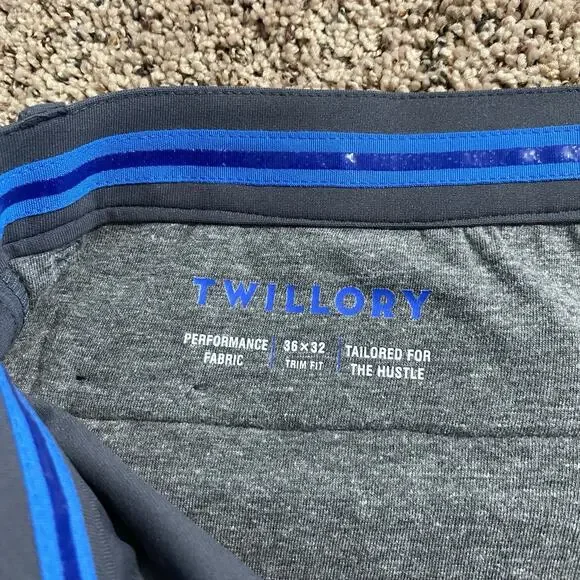 TWILLORY
PERFORMANCE
FABRIC
36×32
TRIM FIT
TAILORED FOR
THE HUSTLE